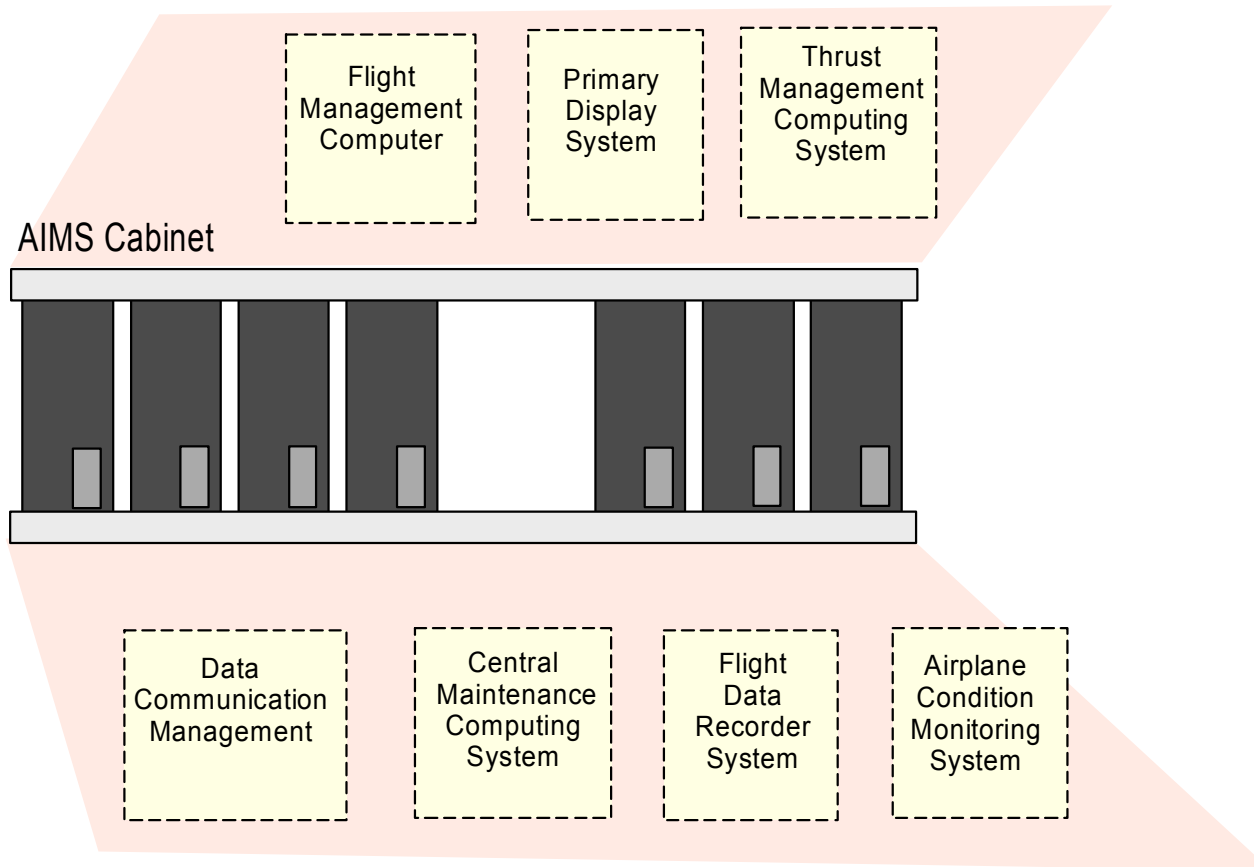 Flight
Management
Computer
Primary
Display
System
Thrust
Management
Computing
System
AIMS Cabinet
Data
Communication
Management
Central
Maintenance
Computing
System
Flight
Data
Recorder
System
Airplane
Condition
Monitoring
System